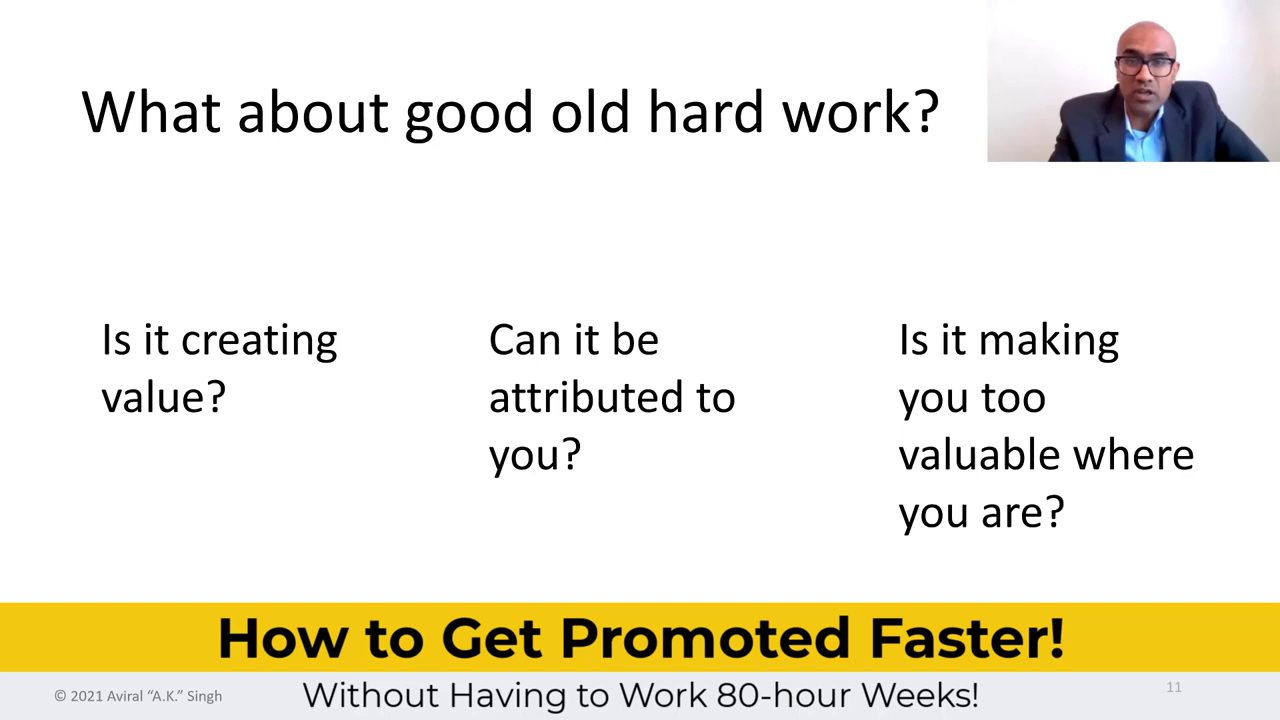 What about good old hard work?
Is it creating
value?
Can it be
attributed to
you?
Is it making
you too
valuable where
you are?
How to Get Promoted Faster!
© 2021 Aviral “A.K.” Singh
Without Having to Work 80-hour Weeks!
11